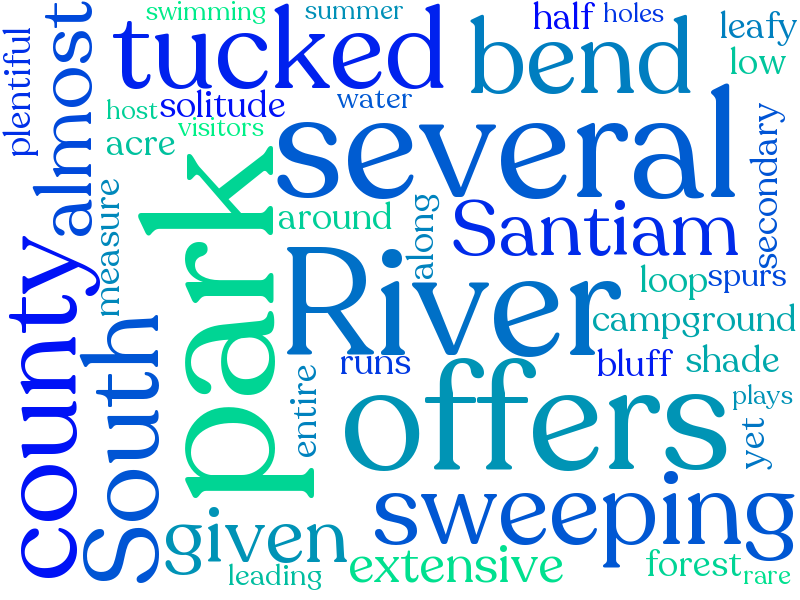 swimming
summer
half
holes
leafy
plentiful
almost
tucked
bend
low
host
solitude
water
acre
visitors
several
secondary
measure
park
around
along
Santiam
county
River
loop
spurs
South
campground
runs
bluff
shade
entire
offers
plays
yet
given
sweeping
leading
extensive
forest
rare